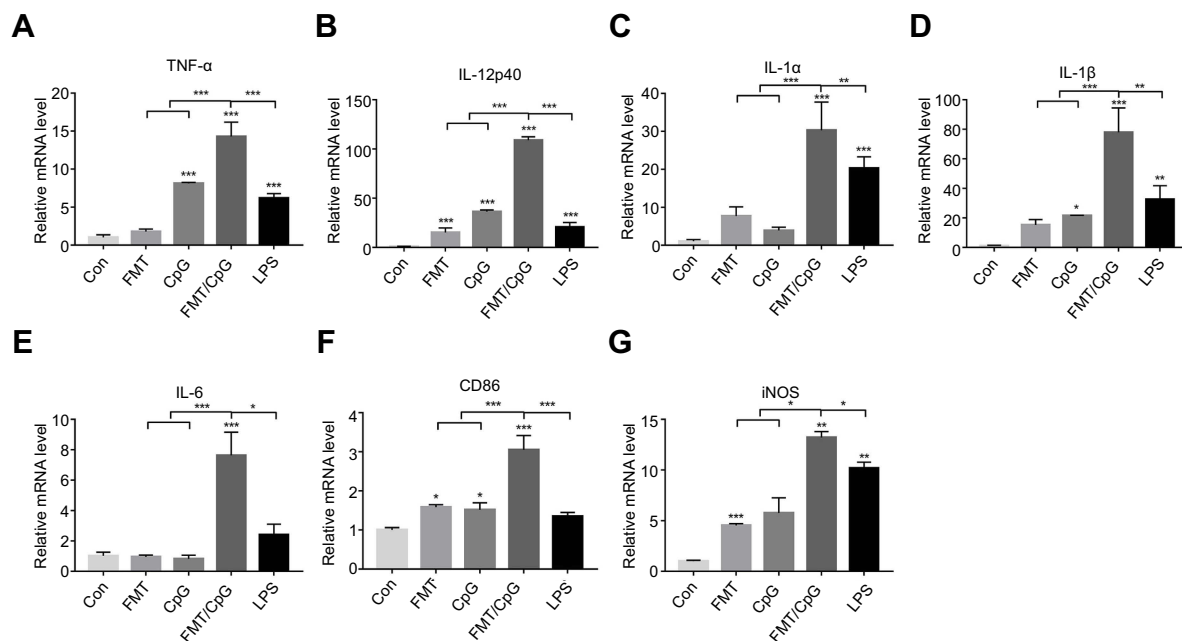 A
TNF-α
Relative mRNA level
20
15
10
5
0
*** ***
***
***
***
Con
FMT
CpG
FMT/CpG
LPS
B
IL-12p40
Relative mRNA level
150
100
50
0
*** ***
***
***
***
***
Con
FMT
CpG
FMT/CpG
LPS
C
IL-1α
Relative mRNA level
40
30
20
10
0
*** **
***
***
Con
FMT
CpG
FMT/CpG
LPS
D
IL-1β
Relative mRNA level
100
80
60
40
20
0
*** **
***
**
*
Con
FMT
CpG
FMT/CpG
LPS
E
IL-6
Relative mRNA level
10
8
6
4
2
0
*** *
***
Con
FMT
CpG
FMT/CpG
LPS
F
CD86
Relative mRNA level
4
3
2
1
0
*** ***
***
* *
Con
FMT
CpG
FMT/CpG
LPS
G
iNOS
Relative mRNA level
15
10
5
0
* *
**
**
***
Con
FMT
CpG
FMT/CpG
LPS